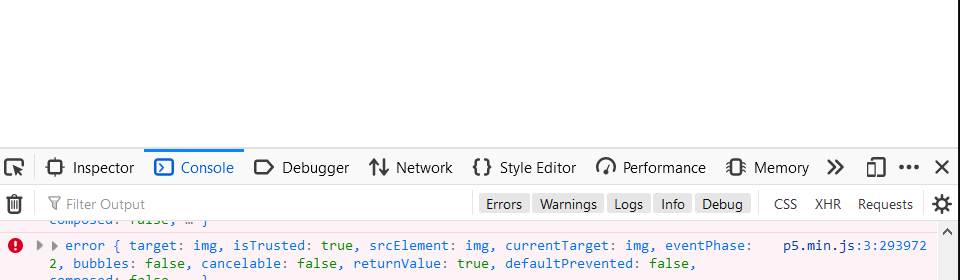 Inspector Console Debugger Network Style Editor Performance Memory
Filter Output Errors Warnings Logs Info Debug CSS XHR Requests
composed: false, … }
error { target: img, isTrusted: true, srcElement: img, currentTarget: img, eventPhase: p5.min.js:3:293972
2, bubbles: false, cancelable: false, returnValue: true, defaultPrevented: false,
composed: false, … }